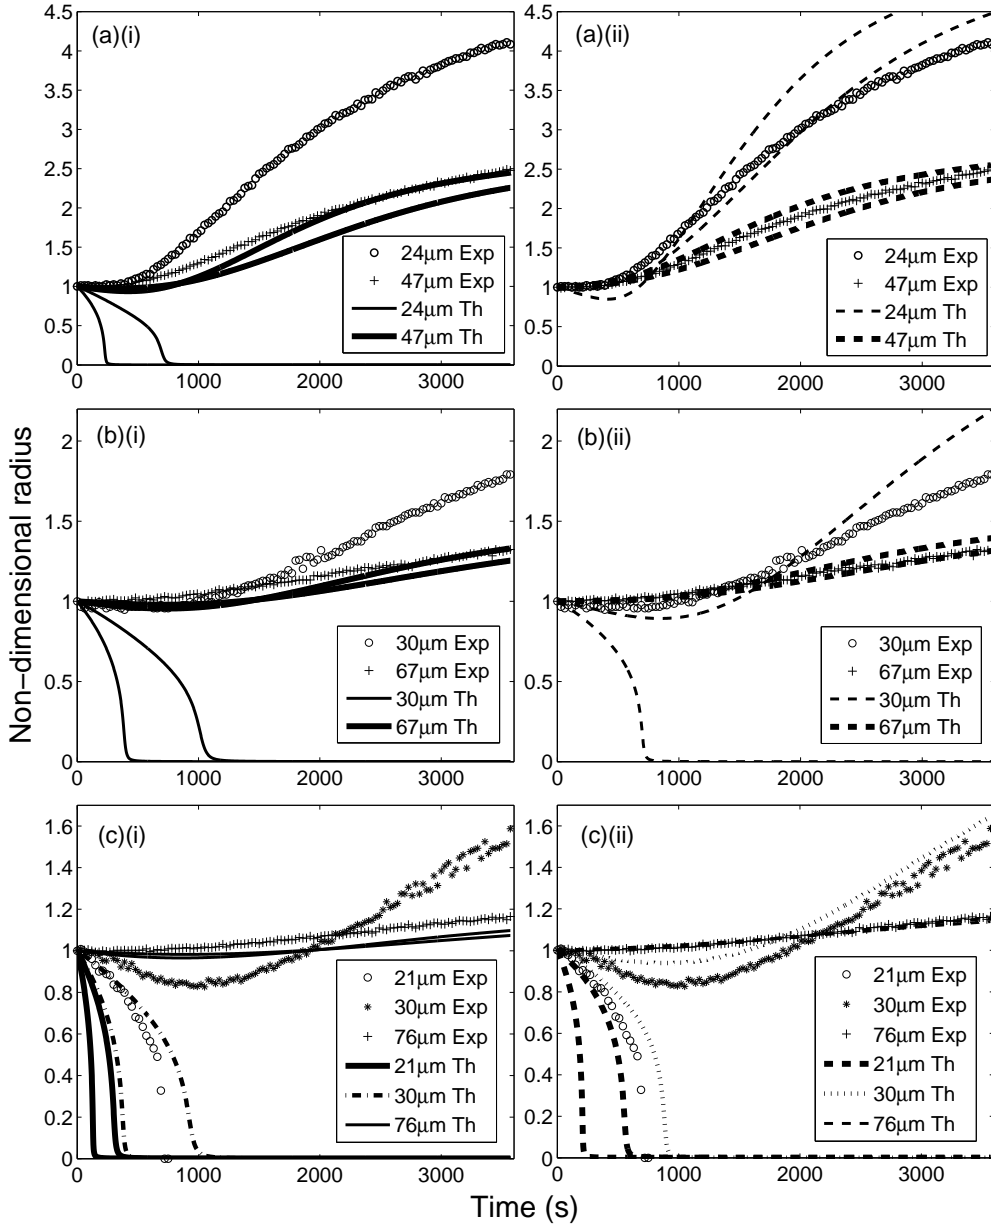 Non−dimensional radius
(a)(i)
4.5
4
3.5
3
2.5
2
1.5
1
0.5
0
0 1000 2000 3000
24μm Exp
47μm Exp
24μm Th
47μm Th
(a)(ii)
4.5
4
3.5
3
2.5
2
1.5
1
0.5
0
0 1000 2000 3000
24μm Exp
47μm Exp
24μm Th
47μm Th
(b)(i)
2
1.5
1
0.5
0
0 1000 2000 3000
30μm Exp
67μm Exp
30μm Th
67μm Th
(b)(ii)
2
1.5
1
0.5
0
0 1000 2000 3000
30μm Exp
67μm Exp
30μm Th
67μm Th
(c)(i)
1.6
1.4
1.2
1
0.8
0.6
0.4
0.2
0
0 1000 2000 3000
21μm Exp
30μm Exp
76μm Exp
21μm Th
30μm Th
76μm Th
(c)(ii)
1.6
1.4
1.2
1
0.8
0.6
0.4
0.2
0
0 1000 2000 3000
21μm Exp
30μm Exp
76μm Exp
21μm Th
30μm Th
76μm Th
Time (s)